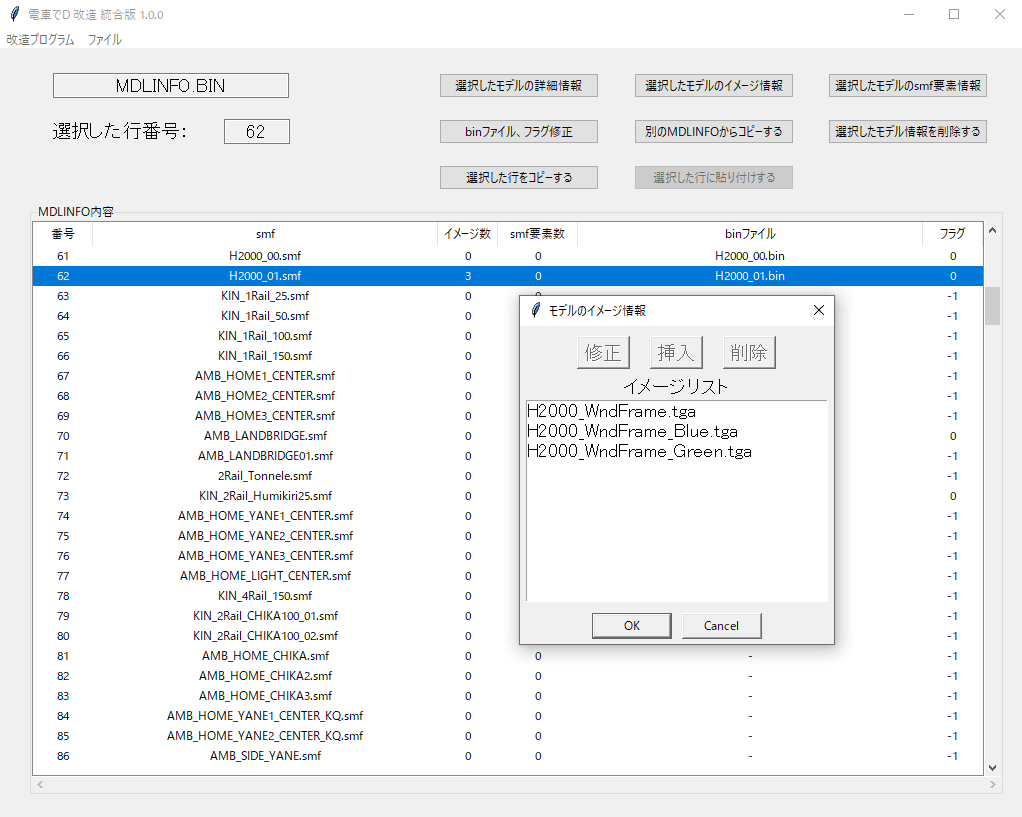 電車でD 改造 統合版 1.0.0
改造プログラム ファイル
MDLINFO.BIN
選択した行番号: 62
選択したモデルの詳細情報 選択したモデルのイメージ情報 選択したモデルのsmf要素情報
binファイル、フラグ修正 別のMDLINFOからコピーする 選択したモデル情報を削除する
選択した行をコピーする 選択した行に貼り付けする
MDLINFO内容
番号 smf イメージ数 smf要素数 binファイル フラグ
61 H2000_00.smf 0 0 H2000_00.bin 0
62 H2000_01.smf 3 0 H2000_01.bin 0
63 KIN_1Rail_25.smf 0 0 -1
64 KIN_1Rail_50.smf 0 -1
65 KIN_1Rail_100.smf 0 -1
66 KIN_1Rail_150.smf 0 -1
67 AMB_HOME1_CENTER.smf 0 -1
68 AMB_HOME2_CENTER.smf 0 -1
69 AMB_HOME3_CENTER.smf 0 -1
70 AMB_LANDBRIDGE.smf 0 0
71 AMB_LANDBRIDGE01.smf 0 -1
72 2Rail_Tonnele.smf 0 -1
73 KIN_2Rail_Humikiri25.smf 0 0
74 AMB_HOME_YANE1_CENTER.smf 0 -1
75 AMB_HOME_YANE2_CENTER.smf 0 -1
76 AMB_HOME_YANE3_CENTER.smf 0 -1
77 AMB_HOME_LIGHT_CENTER.smf 0 -1
78 KIN_4Rail_150.smf 0 -1
79 KIN_2Rail_CHIKA100_01.smf 0 -1
80 KIN_2Rail_CHIKA100_02.smf 0 -1
81 AMB_HOME_CHIKA.smf 0 0 - -1
82 AMB_HOME_CHIKA2.smf 0 0 - -1
83 AMB_HOME_CHIKA3.smf 0 0 - -1
84 AMB_HOME_YANE1_CENTER_KQ.smf 0 0 - -1
85 AMB_HOME_YANE2_CENTER_KQ.smf 0 0 - -1
86 AMB_SIDE_YANE.smf 0 0 - -1
モデルのイメージ情報
修正 挿入 削除
イメージリスト
H2000_WndFrame.tga
H2000_WndFrame_Blue.tga
H2000_WndFrame_Green.tga
OK Cancel